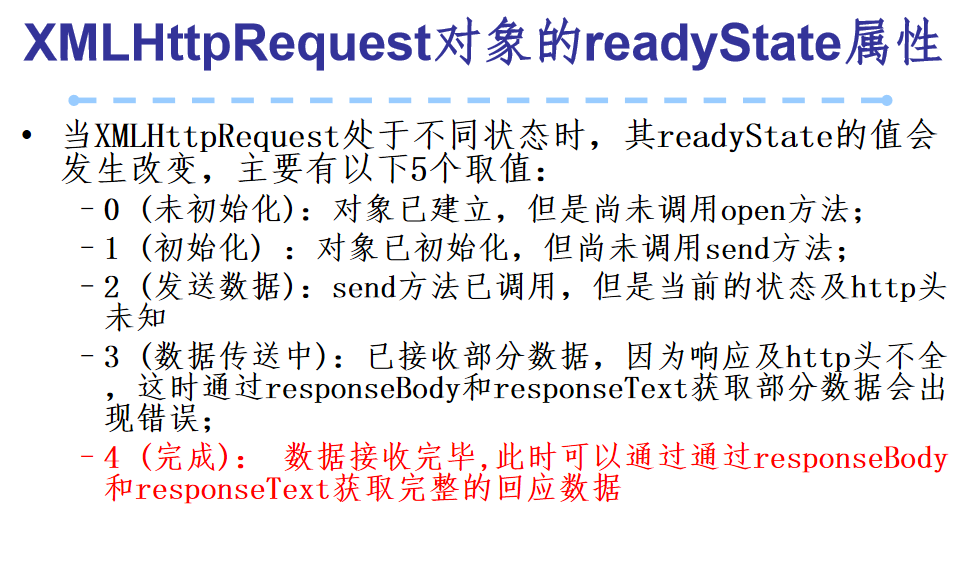 XMLHttpRequest对象的readyState属性
• 当XMLHttpRequest处于不同状态时，其readyState的值会
发生改变，主要有以下5个取值：
–0 (未初始化)：对象已建立，但是尚未调用open方法；
–1 (初始化) ：对象已初始化，但尚未调用send方法；
–2 (发送数据)：send方法已调用，但是当前的状态及http头
未知
–3 (数据传送中)：已接收部分数据，因为响应及http头不全
，这时通过responseBody和responseText获取部分数据会出
现错误；
–4 (完成)： 数据接收完毕,此时可以通过通过responseBody
和responseText获取完整的回应数据